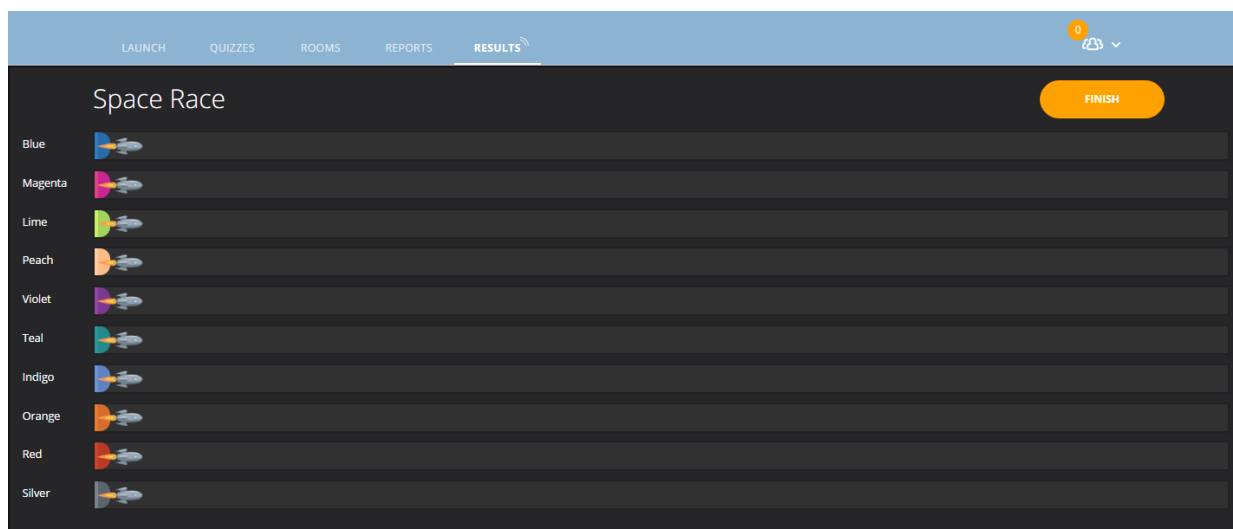 0
LAUNCH QUIZZES ROOMS REPORTS RESULTS
Space Race
FINISH
Blue
Magenta
Lime
Peach
Violet
Teal
Indigo
Orange
Red
Silver